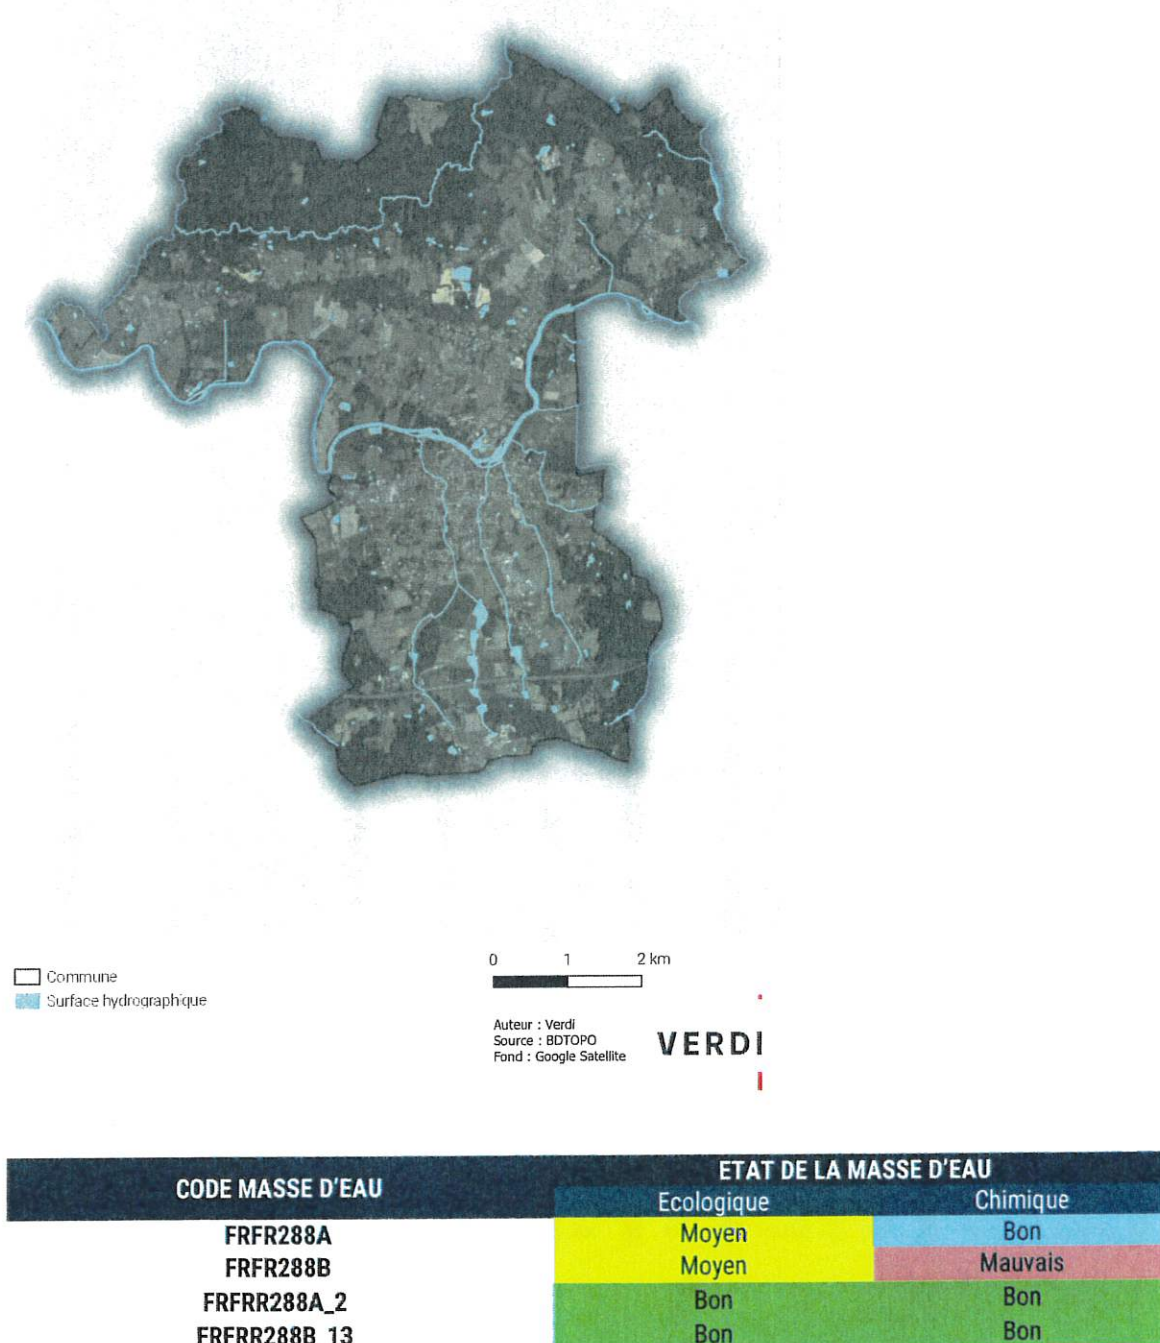 Commune
Surface hydrographique
0 1 2 km
Auteur : Verdi
Source : BDTOPO
Fond : Google Satellite
VERDI
CODE MASSE D'EAU
ETAT DE LA MASSE D'EAU
Ecologique Chimique
FRFR288A Moyen Bon
FRFR288B Moyen Mauvais
FRFRR288A_2 Bon Bon
FRFRR288B_13 Bon Bon